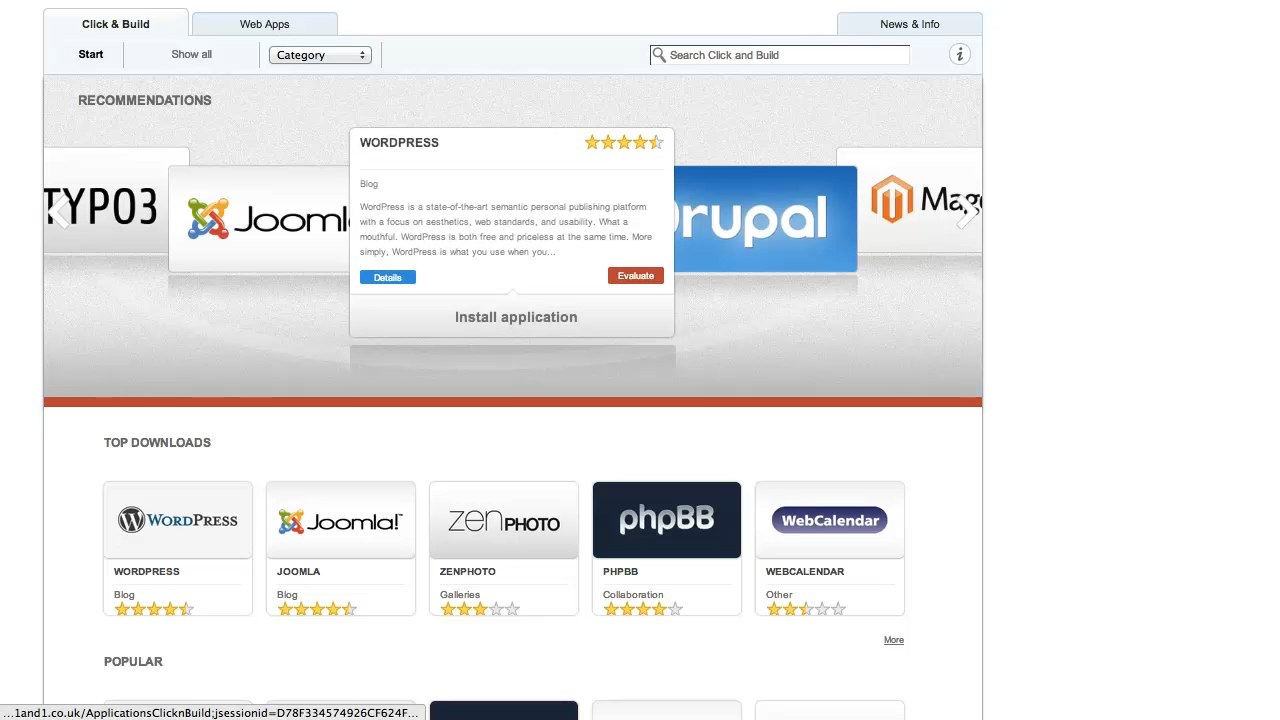 Click & Build
Web Apps
News & Info
Start
Show all
Category
Search Click and Build
i
RECOMMENDATIONS
TYPO3
Joomla
WORDPRESS
Blog
WordPress is a state-of-the-art semantic personal publishing platform
with a focus on aesthetics, web standards, and usability. What a
mouthful. WordPress is both free and priceless at the same time. More
simply, WordPress is what you use when you...
Details
Evaluate
Install application
Drupal
Mage
TOP DOWNLOADS
WORDPRESS
Joomla!™
zenPHOTO
phpBB
WebCalendar
WORDPRESS
JOOMLA
ZENPHOTO
PHPBB
WEBCALENDAR
Blog
Blog
Galleries
Collaboration
Other
More
POPULAR
...1and1.co.uk/ApplicationsClicknBuild;jsessionid=D78F334574926CF624F...